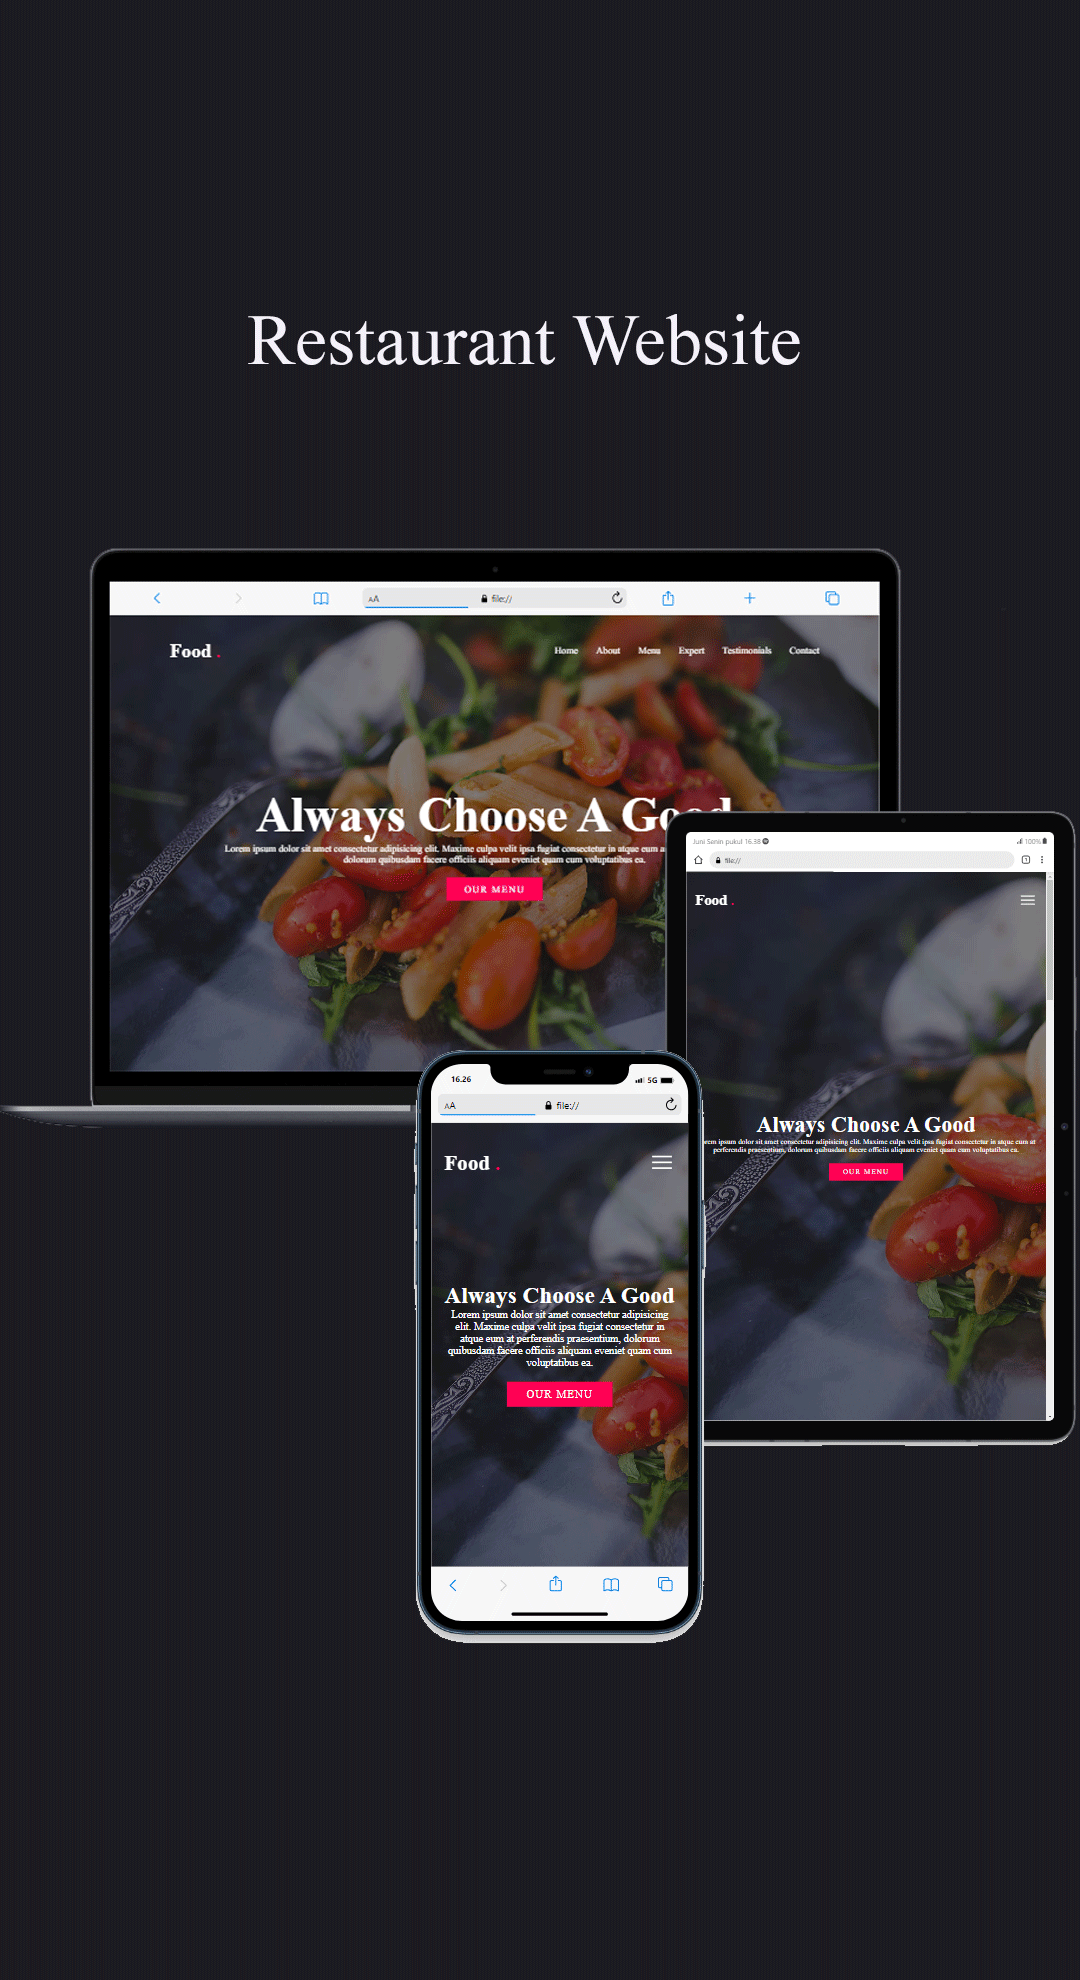 Restaurant Website
AA
file://
Food .
Home About Menu Expert Testimonials Contact
Always Choose A Good
Lorem ipsum dolor sit amet consectetur adipisicing elit. Maxime culpa velit ipsa fugiat consectetur in atque eum a
dolorum quibusdam facere officiis aliquam eveniet quam cum voluptatibus ea.
OUR MENU
Juni Senin pukul 16.38
100%
file://
1
Food .
Always Choose A Good
rem ipsum dolor sit amet consectetur adipisicing elit. Maxime culpa velit ipsa fugiat consectetur in atque eum at
perferendis praesentium, dolorum quibusdam facere officiis aliquam eveniet quam cum voluptatibus ea.
OUR MENU
16.26
5G
AA
file://
Food .
Always Choose A Good
Lorem ipsum dolor sit amet consectetur adipisicing
elit. Maxime culpa velit ipsa fugiat consectetur in
atque eum at perferendis praesentium, dolorum
quibusdam facere officiis aliquam eveniet quam cum
voluptatibus ea.
OUR MENU